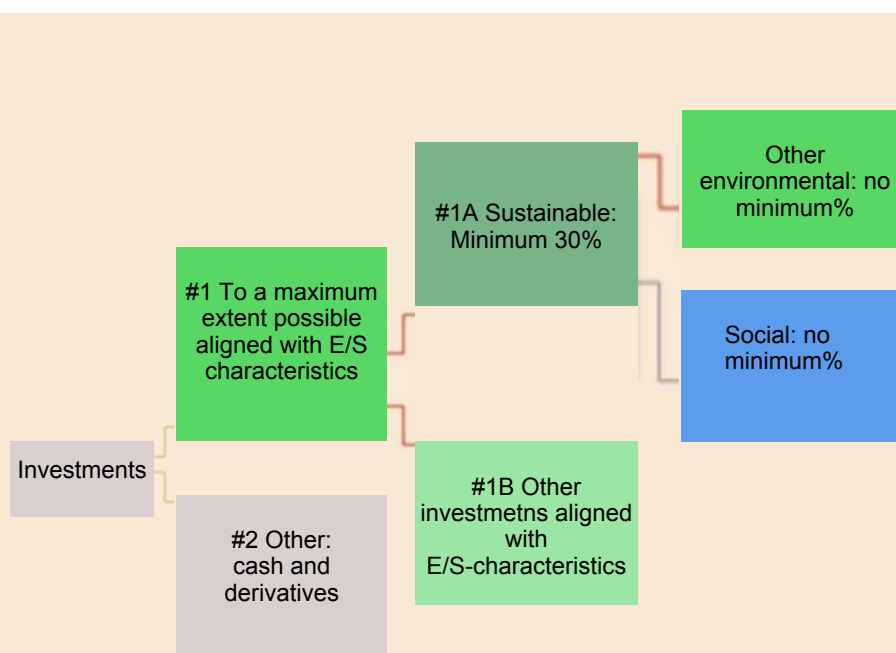 Investments
#1 To a maximum
extent possible
aligned with E/S
characteristics
#2 Other:
cash and
derivatives
#1A Sustainable:
Minimum 30%
#1B Other
investmetns aligned
with
E/S-characteristics
Other
environmental: no
minimum%
Social: no
minimum%